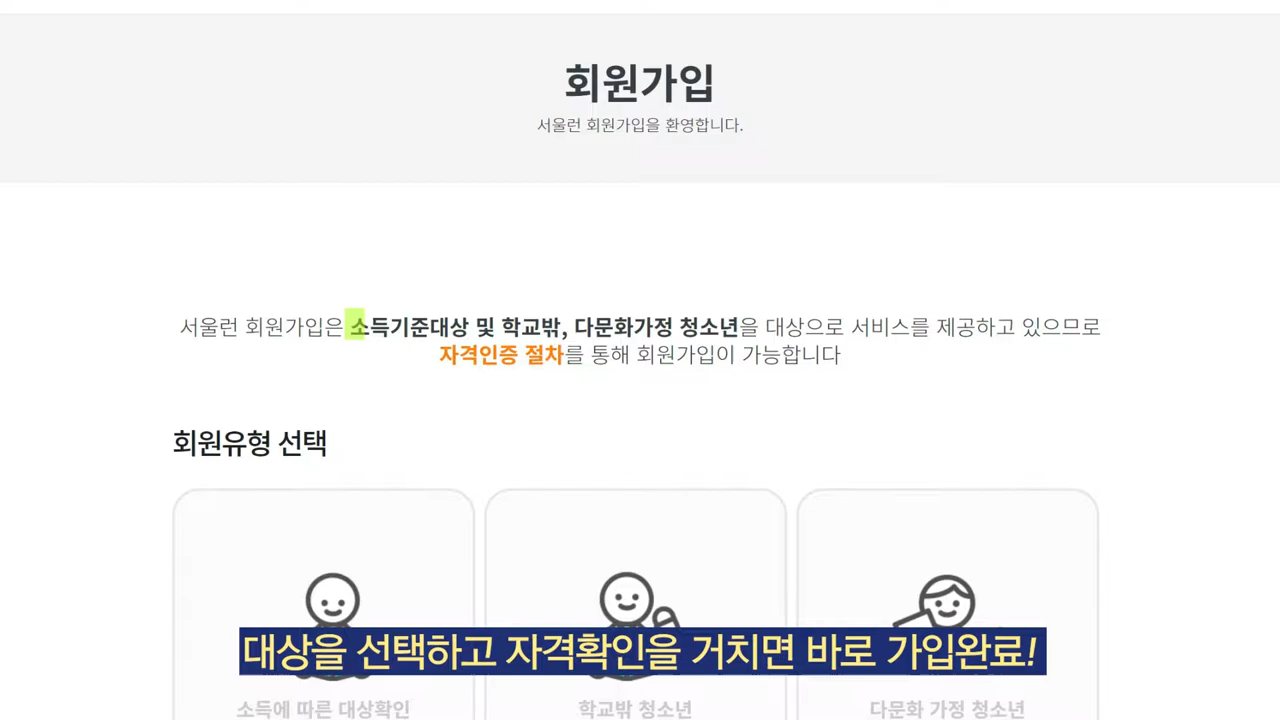 회원가입
서울런 회원가입을 환영합니다.
서울런 회원가입은 소득기준대상 및 학교밖, 다문화가정 청소년을 대상으로 서비스를 제공하고 있으므로
자격인증 절차를 통해 회원가입이 가능합니다
회원유형 선택
대상을 선택하고 자격확인을 거치면 바로 가입완료!
소득에 따른 대상확인
학교밖 청소년
다문화 가정 청소년